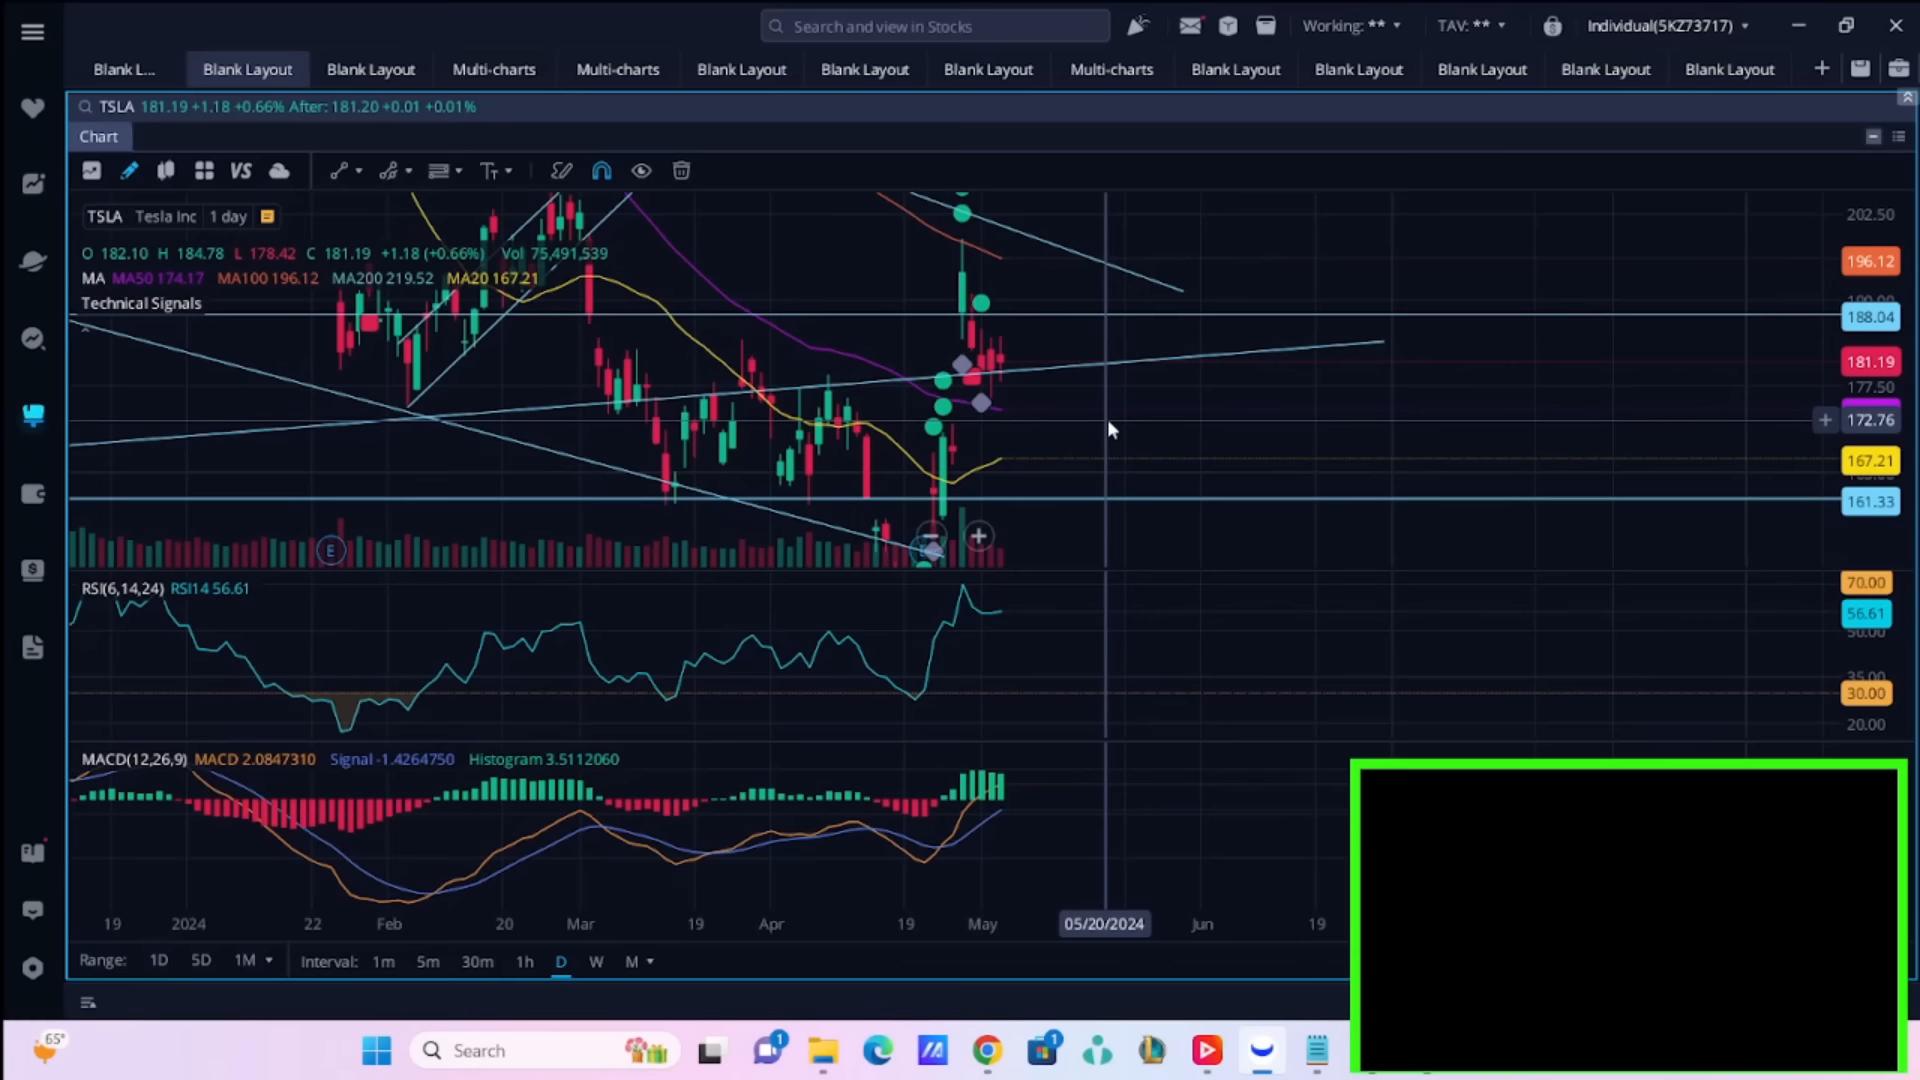 Search and view in Stocks
Working: **
TAV: **
Individual(5KZ73717)
Blank L...
Blank Layout
Blank Layout
Multi-charts
Multi-charts
Blank Layout
Blank Layout
Blank Layout
Multi-charts
Blank Layout
Blank Layout
Blank Layout
Blank Layout
Blank Layout
TSLA 181.19 +1.18 +0.66% After: 181.20 +0.01 +0.01%
Chart
VS
TSLA Tesla Inc 1 day
O 182.10 H 184.78 L 178.42 C 181.19 +1.18 (+0.66%) Vol 75,491,539
MA MA50 174.17 MA100 196.12 MA200 219.52 MA20 167.21
Technical Signals
202.50
196.12
188.04
181.19
177.50
172.76
167.21
161.33
E
RSI(6,14,24) RSI14 56.61
70.00
56.61
50.00
35.00
30.00
20.00
MACD(12,26,9) MACD 2.0847310 Signal -1.4264750 Histogram 3.5112060
19 2024 22 Feb 20 Mar 19 Apr 19 May 05/20/2024 Jun 19
Range: 1D 5D 1M Interval: 1m 5m 30m 1h D W M
65°
Search
1
1